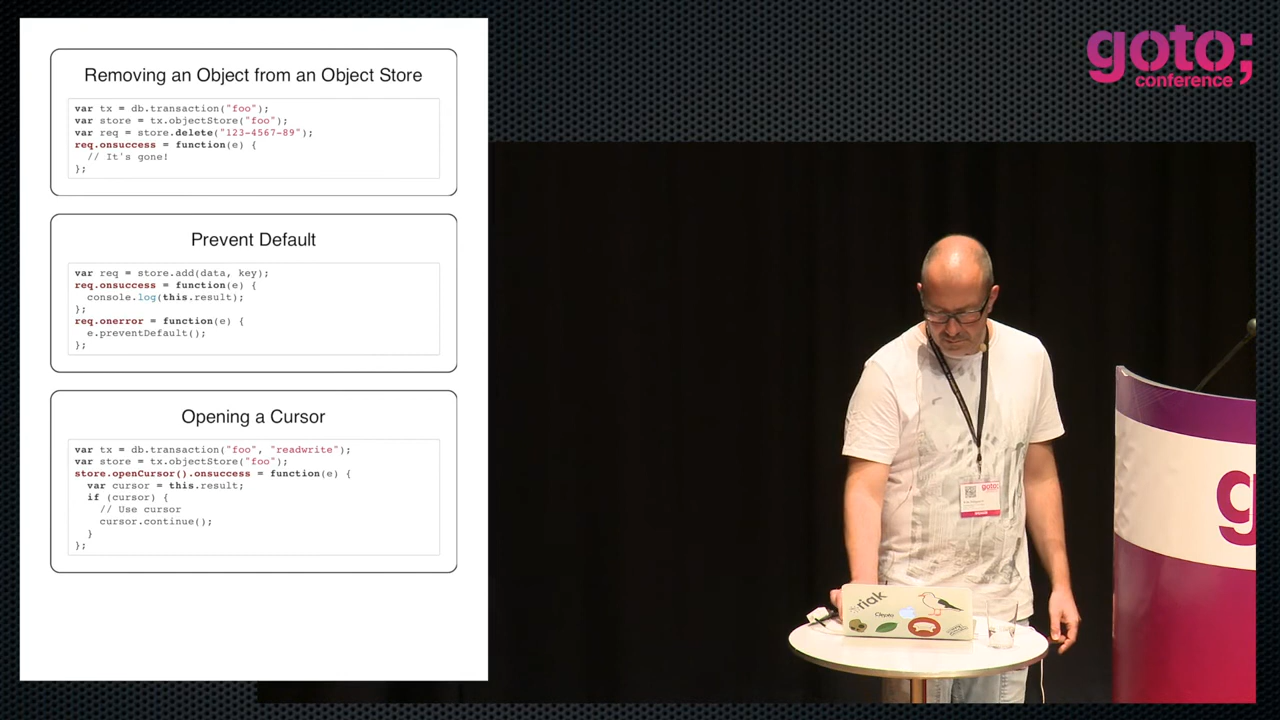 Removing an Object from an Object Store
var tx = db.transaction("foo");
var store = tx.objectStore("foo");
var req = store.delete("123-4567-89");
req.onsuccess = function(e) {
  // It's gone!
};
Prevent Default
var req = store.add(data, key);
req.onsuccess = function(e) {
  console.log(this.result);
};
req.onerror = function(e) {
  e.preventDefault();
};
Opening a Cursor
var tx = db.transaction("foo", "readwrite");
var store = tx.objectStore("foo");
store.openCursor().onsuccess = function(e) {
  var cursor = this.result;
  if (cursor) {
    // Use cursor
    cursor.continue();
  }
};
goto;
conference
goto;
riak
g